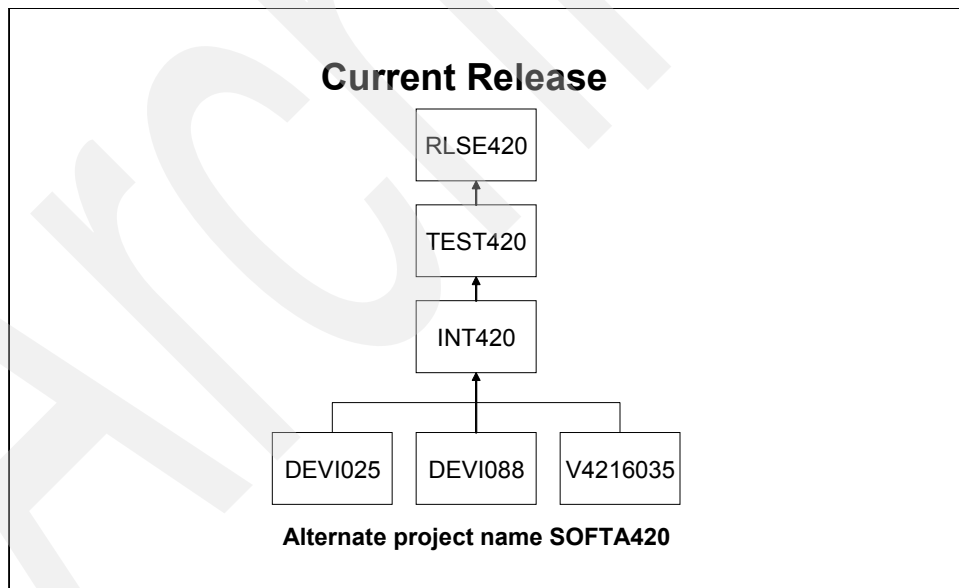 Current Release
RLSE420
TEST420
INT420
DEVI025 DEVI088 V4216035
Alternate project name SOFTA420